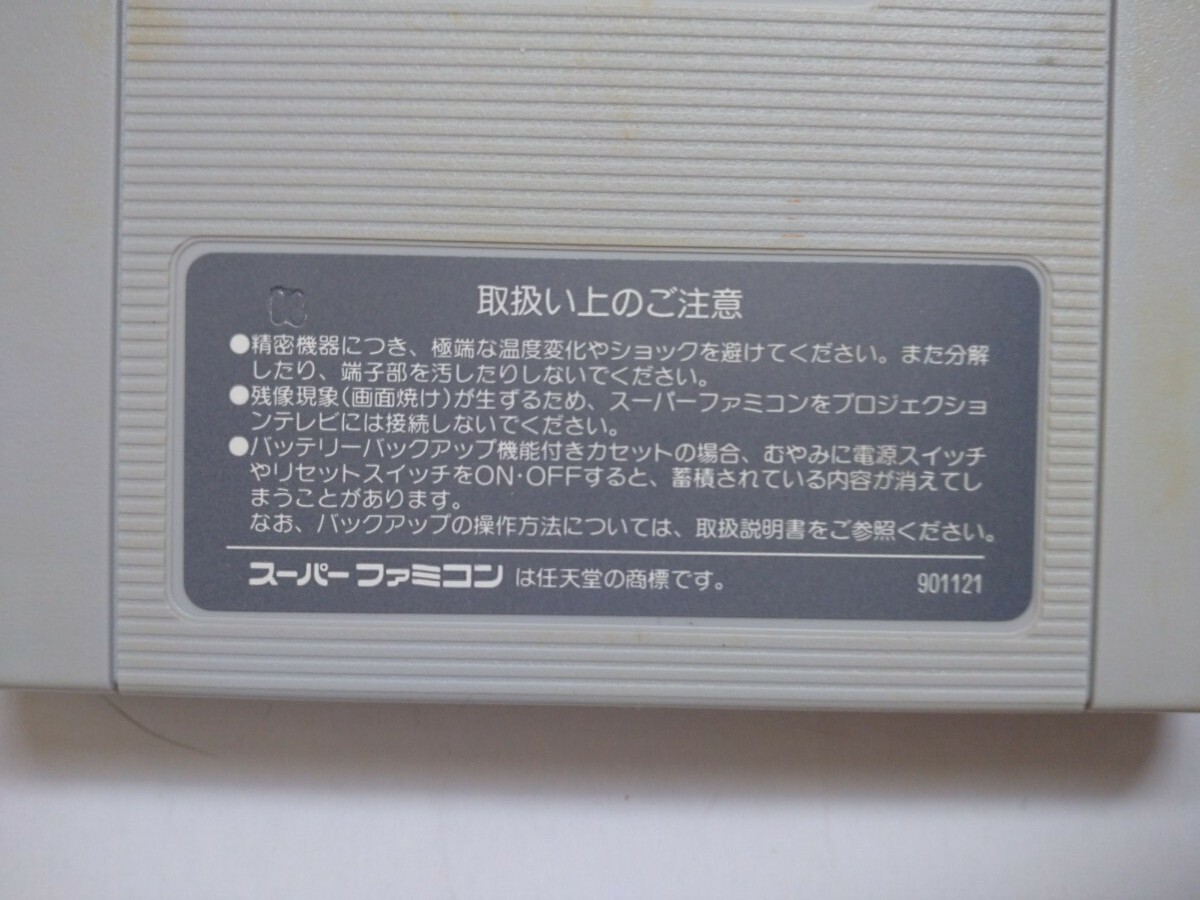 取扱い上のご注意
●精密機器につき、極端な温度変化やショックを避けてください。また分解
したり、端子部を汚したりしないでください。
●残像現象(画面焼け)が生ずるため、スーパーファミコンをプロジェクショ
ンテレビには接続しないでください。
●バッテリーバックアップ機能付きカセットの場合、むやみに電源スイッチ
やリセットスイッチをON・OFFすると、蓄積されている内容が消えてし
まうことがあります。
なお、バックアップの操作方法については、取扱説明書をご参照ください。
スーパーファミコン は任天堂の商標です。
901121